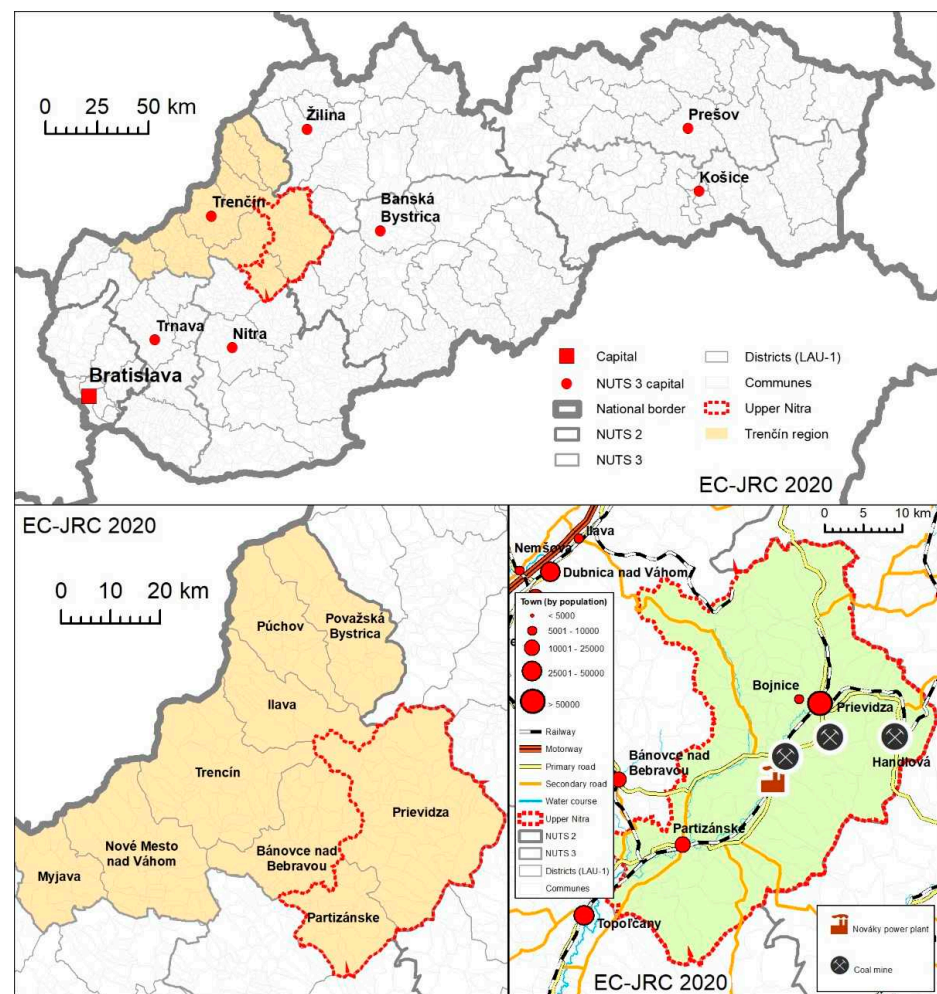 0 25 50 km
Žilina
Prešov
Košice
Trenčín
Banská
Bystrica
Trnava
Nitra
Bratislava
Capital
NUTS 3 capital
National border
NUTS 2
NUTS 3
Districts (LAU-1)
Communes
Upper Nitra
Trenčín region
EC-JRC 2020
EC-JRC 2020
0 10 20 km
Púchov
Považská
Bystrica
Ilava
Trencín
Prievidza
Nové Mesto
nad Váhom
Bánovce nad
Bebravou
Myjava
Partizánske
0 5 10 km
Ilava
Nemšová
Dubnica nad Váhom
Town (by population)
< 5000
5001 - 10000
10001 - 25000
25001 - 50000
> 50000
Railway
Motorway
Primary road
Secondary road
Water course
Upper Nitra
NUTS 2
NUTS 3
Districts (LAU-1)
Communes
Bojnice
Prievidza
Handlová
Bánovce nad
Bebravou
Partizánske
Topoľčany
Nováky power plant
Coal mine
EC-JRC 2020